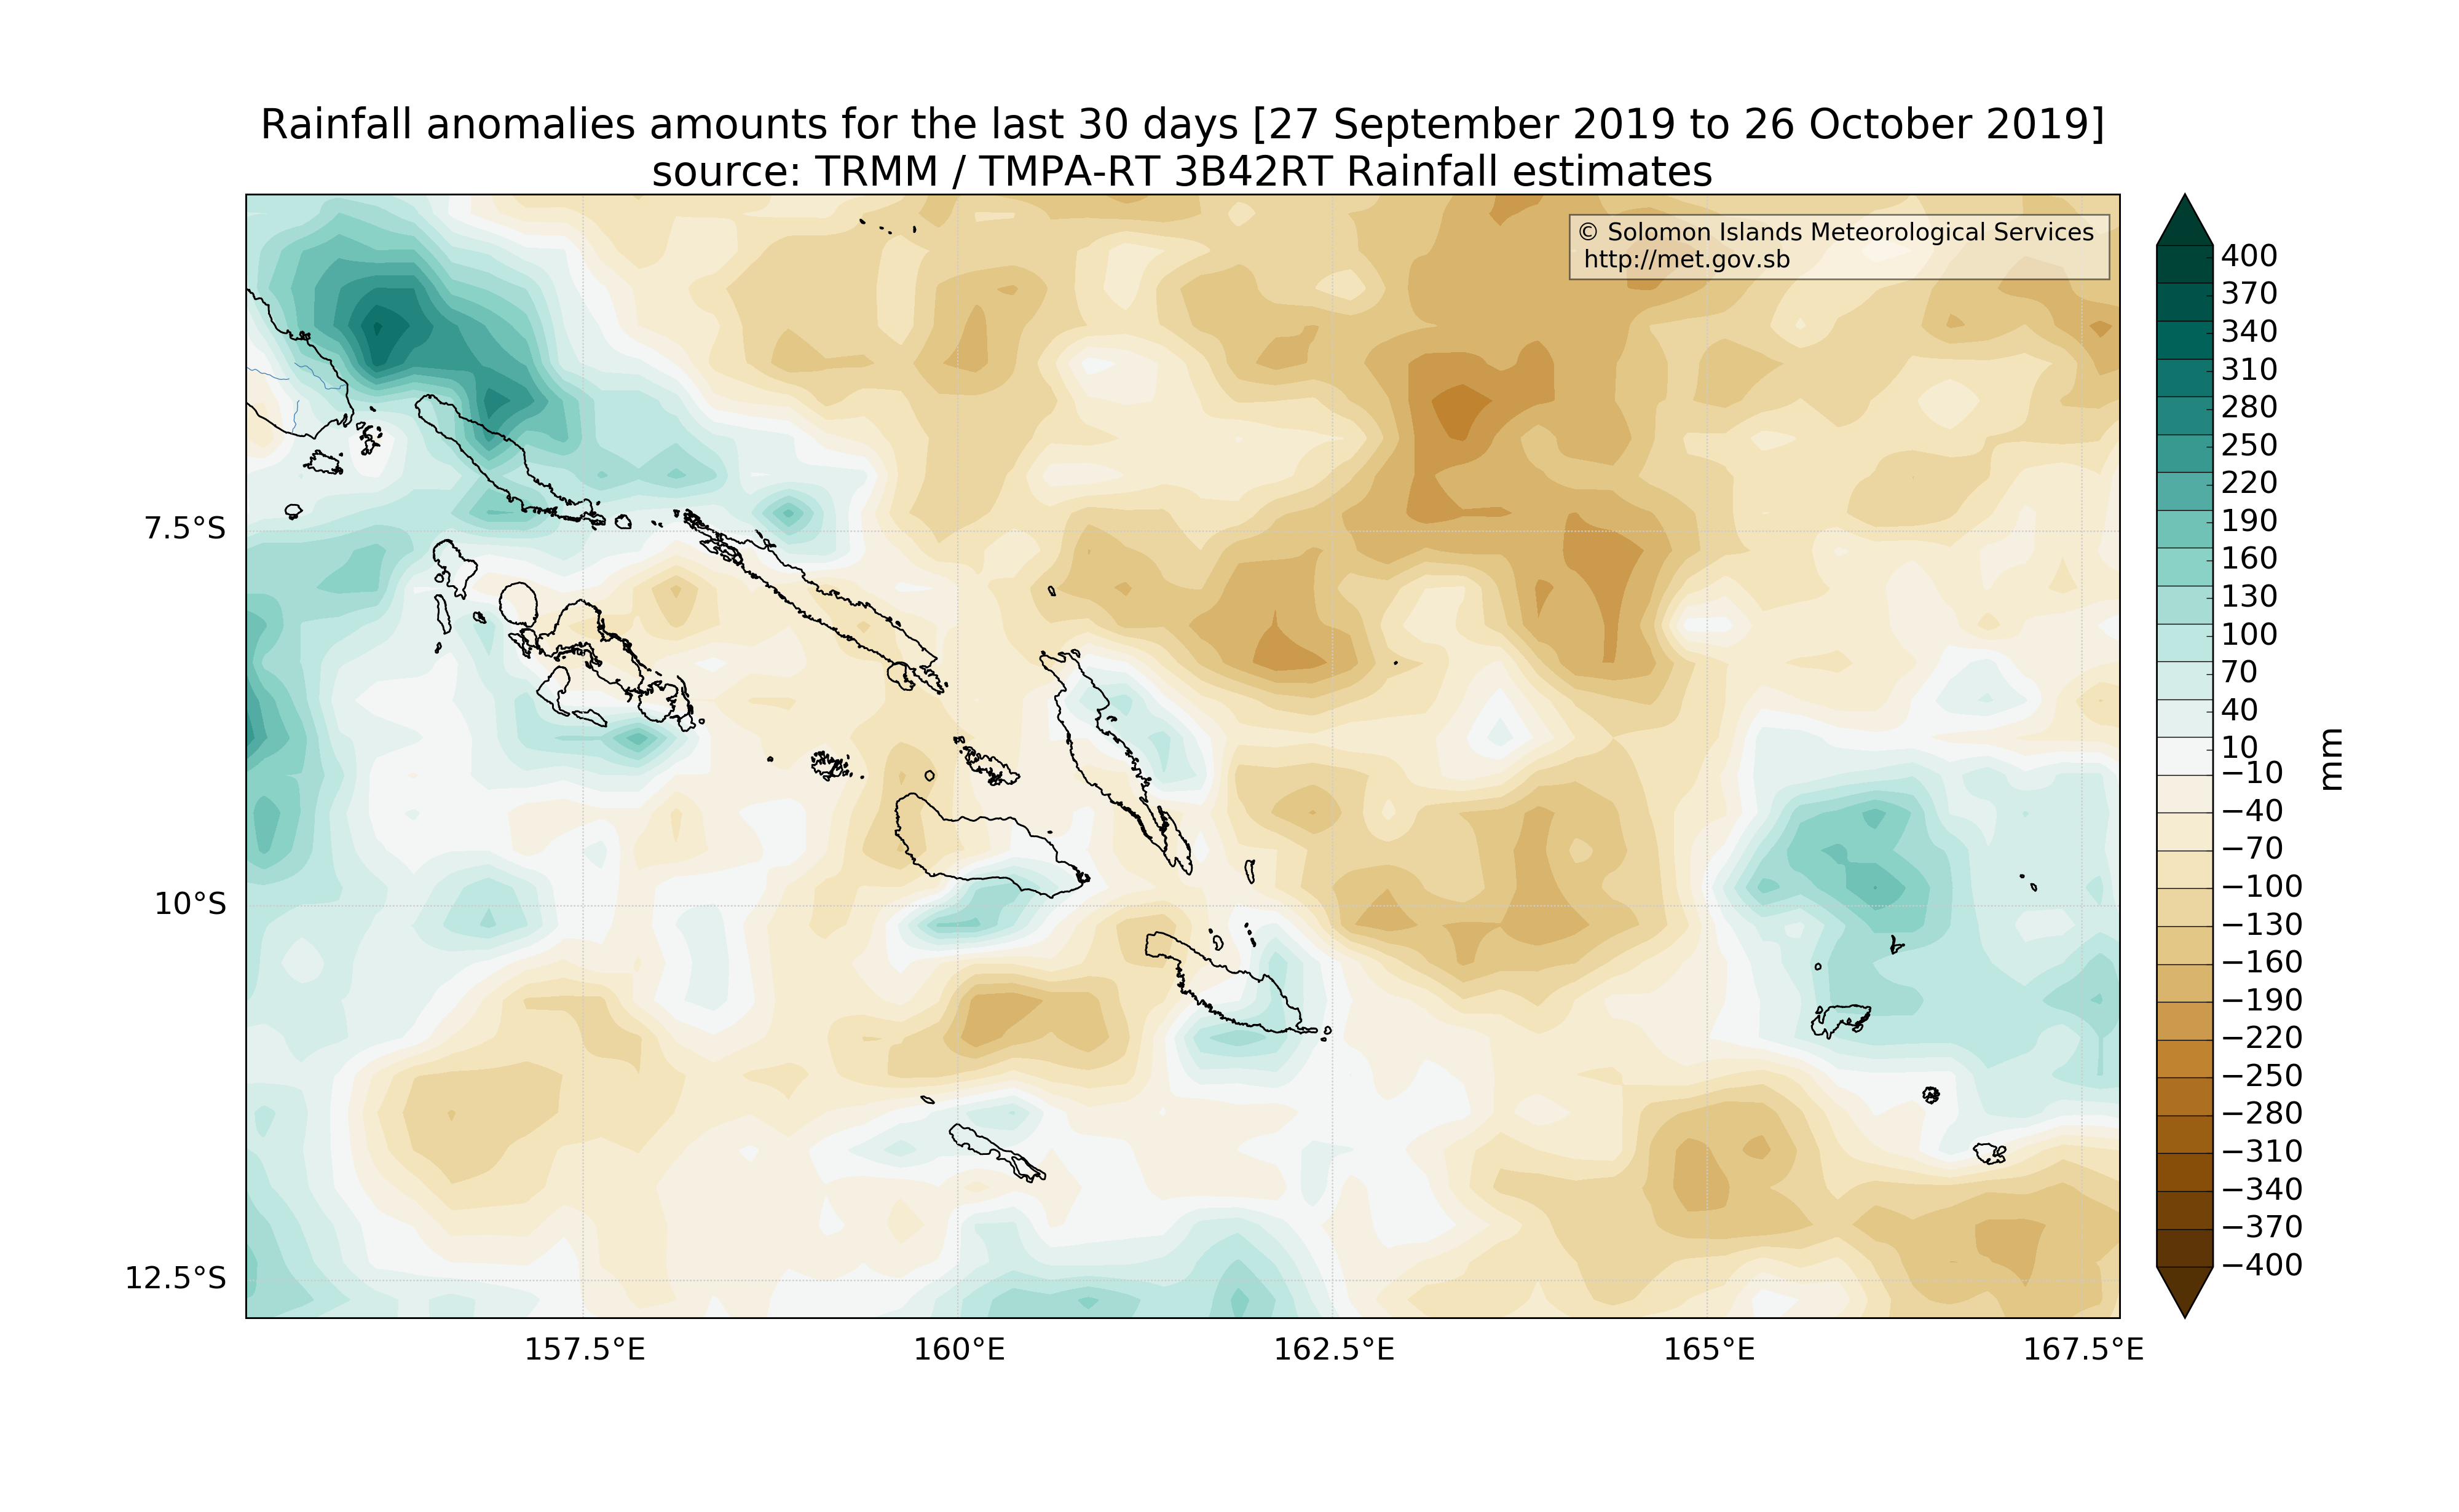 Rainfall anomalies amounts for the last 30 days [27 September 2019 to 26 October 2019]
source: TRMM / TMPA-RT 3B42RT Rainfall estimates
© Solomon Islands Meteorological Services
http://met.gov.sb
7.5°S
10°S
12.5°S
157.5°E
160°E
162.5°E
165°E
167.5°E
400
370
340
310
280
250
220
190
160
130
100
70
40
10
−10
−40
−70
−100
−130
−160
−190
−220
−250
−280
−310
−340
−370
−400
mm